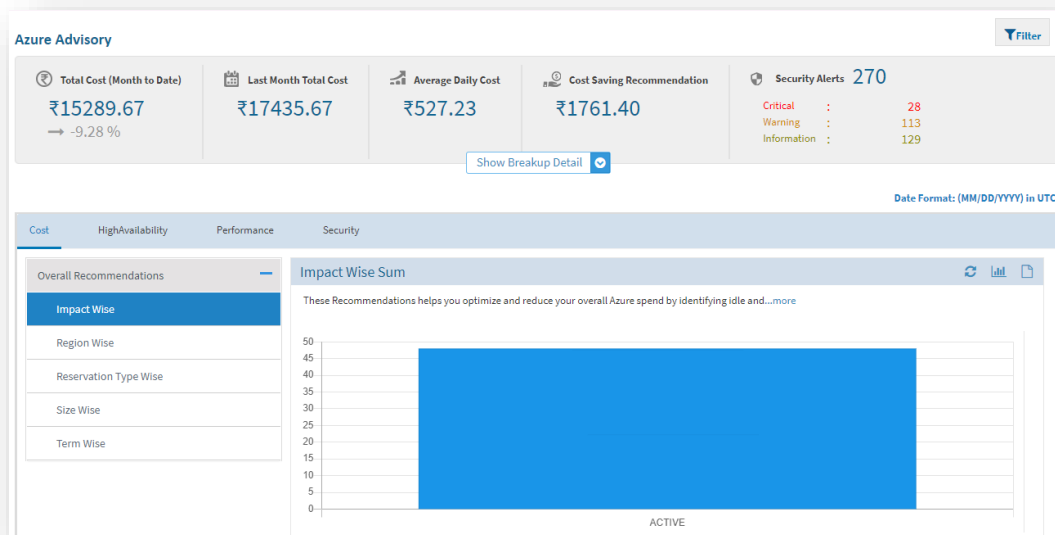 Azure Advisory
Filter
Total Cost (Month to Date)
₹15289.67
-9.28 %
Last Month Total Cost
₹17435.67
Average Daily Cost
₹527.23
Cost Saving Recommendation
₹1761.40
Security Alerts 270
Critical : 28
Warning : 113
Information : 129
Show Breakup Detail
Date Format: (MM/DD/YYYY) in UTC
Cost HighAvailability Performance Security
Overall Recommendations
Impact Wise
Region Wise
Reservation Type Wise
Size Wise
Term Wise
Impact Wise Sum
These Recommendations helps you optimize and reduce your overall Azure spend by identifying idle and...more
50
45
40
35
30
25
20
15
10
5
0
ACTIVE